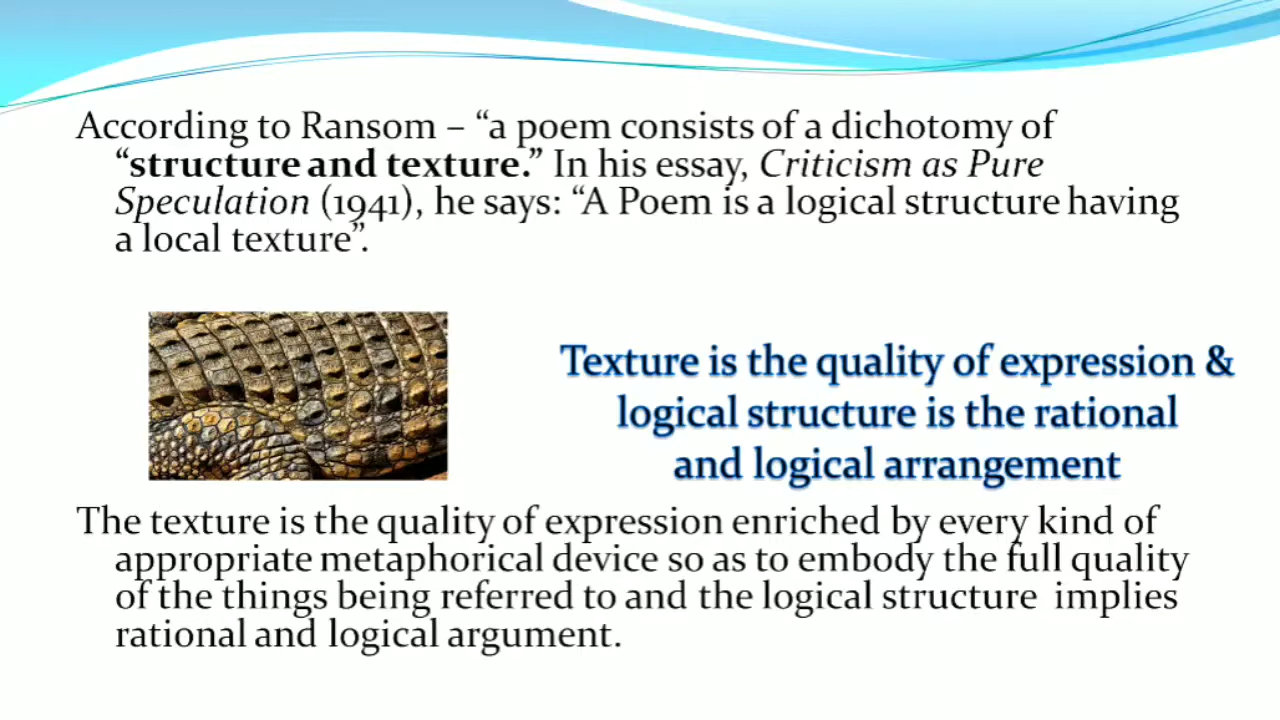 According to Ransom – “a poem consists of a dichotomy of
“structure and texture.” In his essay, Criticism as Pure
Speculation (1941), he says: “A Poem is a logical structure having
a local texture”.
Texture is the quality of expression &
logical structure is the rational
and logical arrangement
The texture is the quality of expression enriched by every kind of
appropriate metaphorical device so as to embody the full quality
of the things being referred to and the logical structure implies
rational and logical argument.